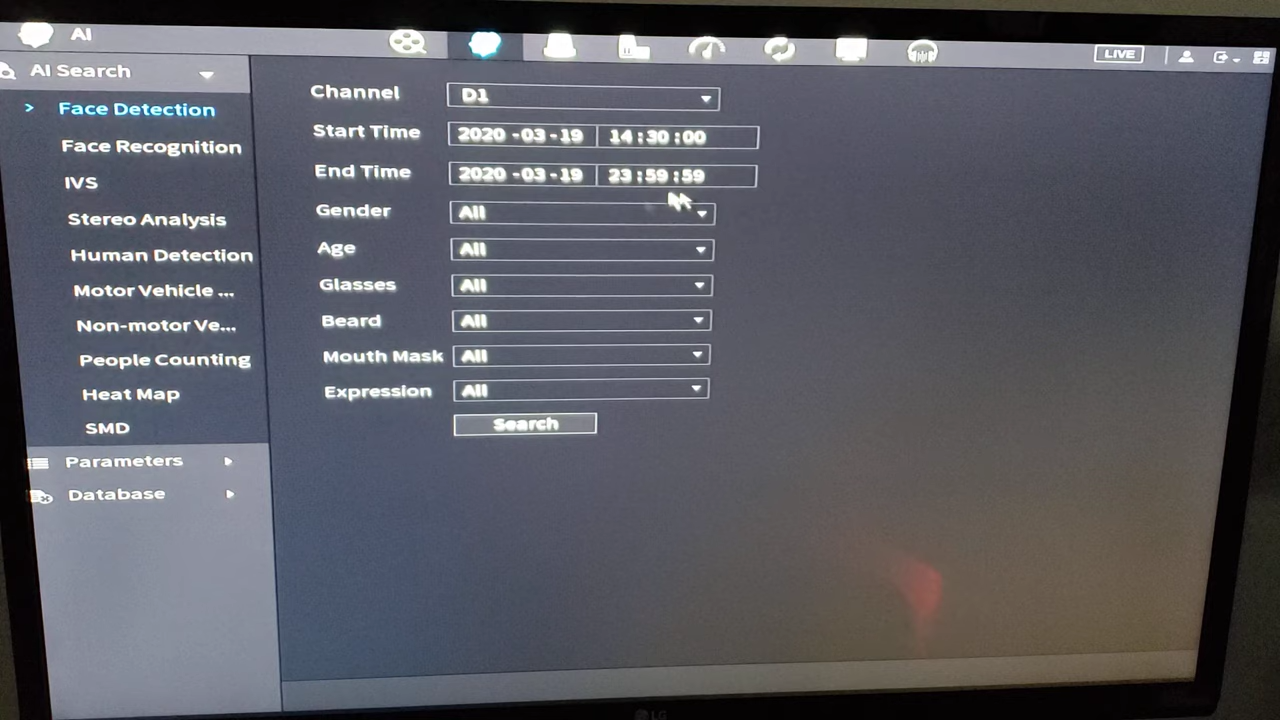 AI
LIVE
AI Search
Face Detection
Face Recognition
IVS
Stereo Analysis
Human Detection
Motor Vehicle ...
Non-motor Ve...
People Counting
Heat Map
SMD
Parameters
Database
Channel D1
Start Time 2020 -03 -19 14 :30 :00
End Time 2020 -03 -19 23 :59 :59
Gender All
Age All
Glasses All
Beard All
Mouth Mask All
Expression All
Search
LG